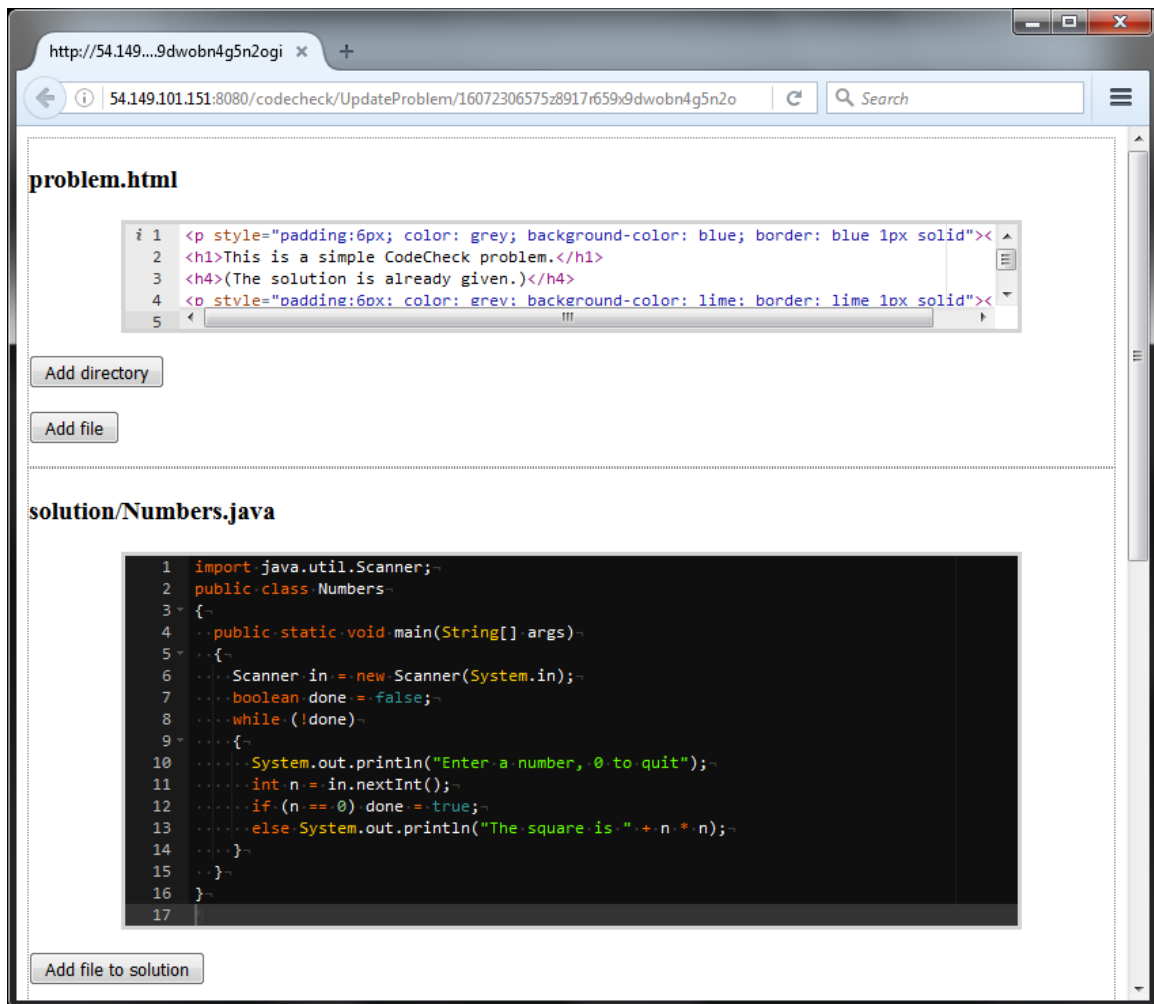 http://54.149....9dwobn4g5n2ogi
54.149.101.151:8080/codecheck/UpdateProblem/16072306575z8917r659x9dwobn4g5n2o
Search
problem.html
i 1 <p style="padding:6px; color: grey; background-color: blue; border: blue 1px solid"><
2 <h1>This is a simple CodeCheck problem.</h1>
3 <h4>(The solution is already given.)</h4>
4 <p style="padding:6px; color: grey; background-color: lime; border: lime 1px solid"><
5
Add directory
Add file
solution/Numbers.java
1 import java.util.Scanner;
2 public class Numbers
3 {
4 public static void main(String[] args)
5 {
6 Scanner in = new Scanner(System.in);
7 boolean done = false;
8 while (!done)
9 {
10 System.out.println("Enter a number, 0 to quit");
11 int n = in.nextInt();
12 if (n == 0) done = true;
13 else System.out.println("The square is " + n * n);
14 }
15 }
16 }
17
Add file to solution